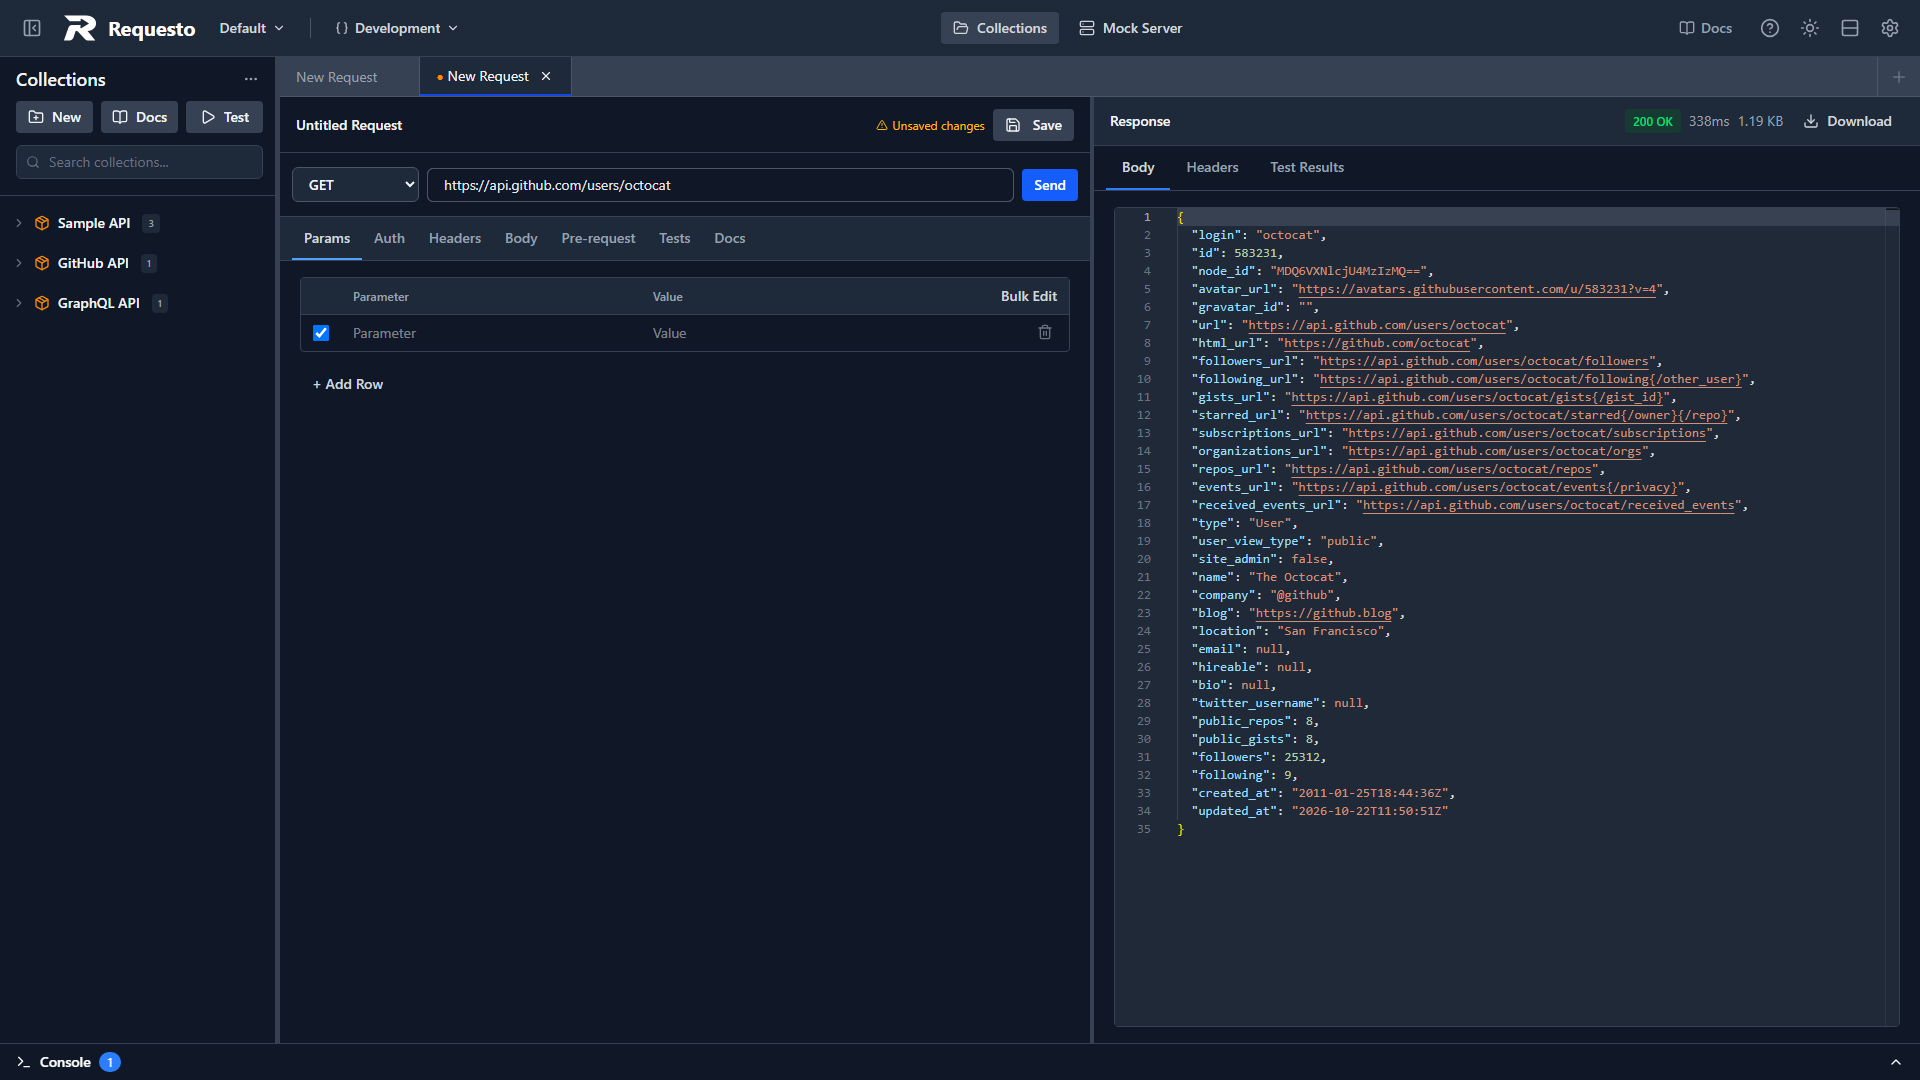 Requesto
Default
{ } Development
Collections
Mock Server
Docs
Collections
New
Docs
Test
Search collections...
Sample API 3
GitHub API 1
GraphQL API 1
New Request
New Request
Untitled Request
Unsaved changes
Save
GET
https://api.github.com/users/octocat
Send
Params
Auth
Headers
Body
Pre-request
Tests
Docs
Parameter
Value
Bulk Edit
Parameter
Value
+ Add Row
Response
200 OK
338ms
1.19 KB
Download
Body
Headers
Test Results
1 {
2 "login": "octocat",
3 "id": 583231,
4 "node_id": "MDQ6VXNlcjU4MzIzMQ==",
5 "avatar_url": "https://avatars.githubusercontent.com/u/583231?v=4",
6 "gravatar_id": "",
7 "url": "https://api.github.com/users/octocat",
8 "html_url": "https://github.com/octocat",
9 "followers_url": "https://api.github.com/users/octocat/followers",
10 "following_url": "https://api.github.com/users/octocat/following{/other_user}",
11 "gists_url": "https://api.github.com/users/octocat/gists{/gist_id}",
12 "starred_url": "https://api.github.com/users/octocat/starred{/owner}{/repo}",
13 "subscriptions_url": "https://api.github.com/users/octocat/subscriptions",
14 "organizations_url": "https://api.github.com/users/octocat/orgs",
15 "repos_url": "https://api.github.com/users/octocat/repos",
16 "events_url": "https://api.github.com/users/octocat/events{/privacy}",
17 "received_events_url": "https://api.github.com/users/octocat/received_events",
18 "type": "User",
19 "user_view_type": "public",
20 "site_admin": false,
21 "name": "The Octocat",
22 "company": "@github",
23 "blog": "https://github.blog",
24 "location": "San Francisco",
25 "email": null,
26 "hireable": null,
27 "bio": null,
28 "twitter_username": null,
29 "public_repos": 8,
30 "public_gists": 8,
31 "followers": 25312,
32 "following": 9,
33 "created_at": "2011-01-25T18:44:36Z",
34 "updated_at": "2026-10-22T11:50:51Z"
35 }
Console 1